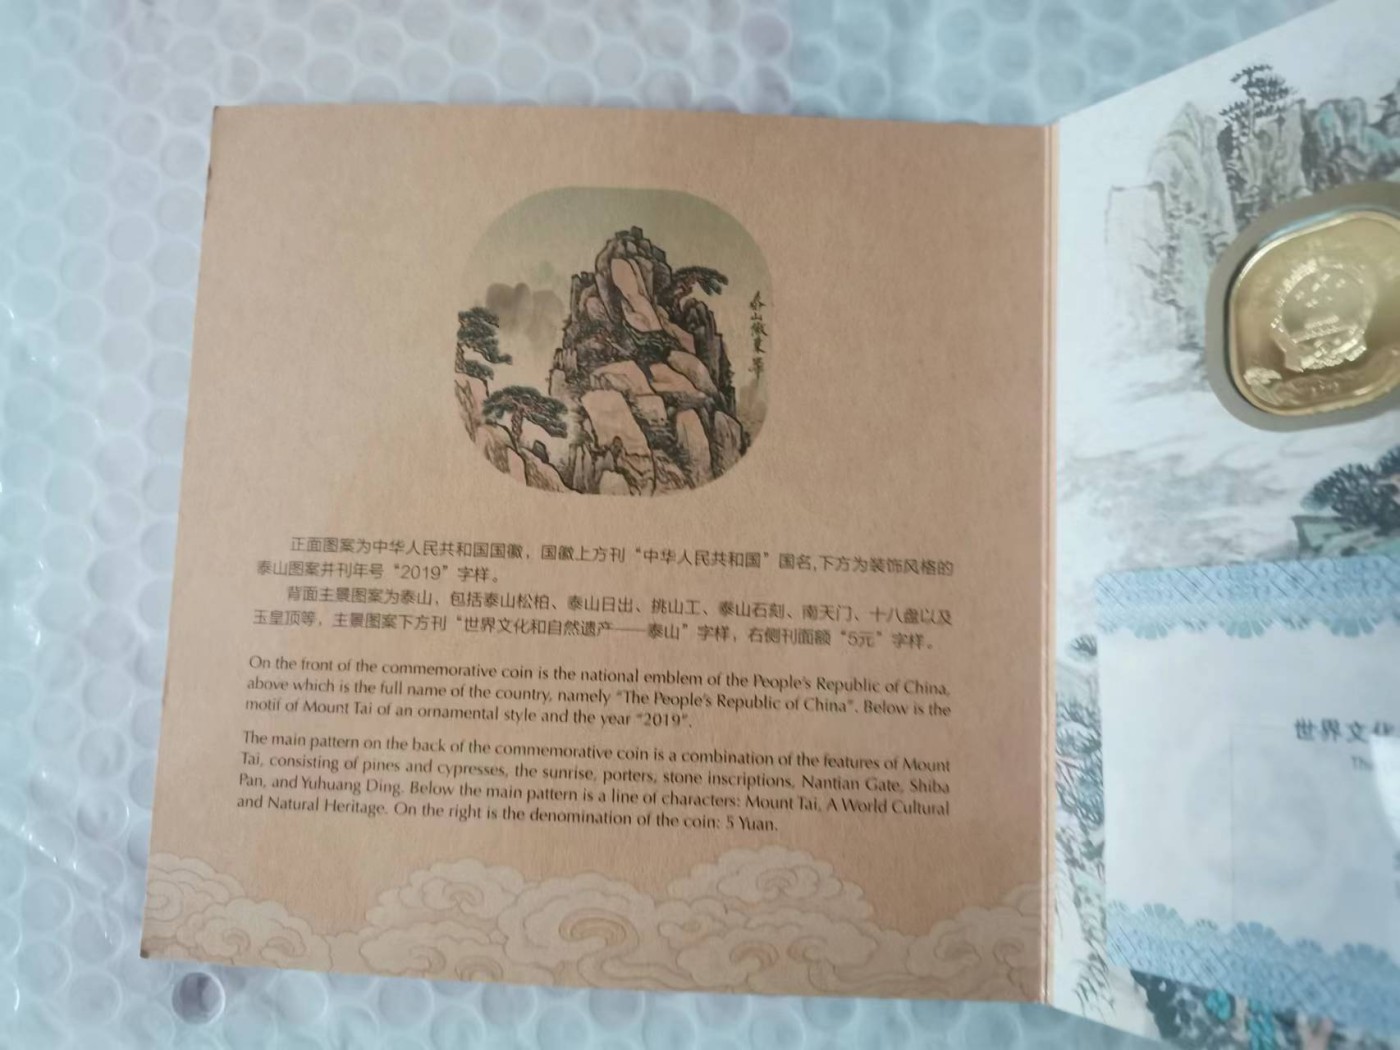 泰山
正面图案为中华人民共和国国徽，国徽上方刊“中华人民共和国”国名,下方为装饰风格的
泰山图案并刊年号“2019”字样。
背面主景图案为泰山，包括泰山松柏、泰山日出、挑山工、泰山石刻、南天门、十八盘以及
玉皇顶等，主景图案下方刊“世界文化和自然遗产——泰山”字样，右侧刊面额“5元”字样。
On the front of the commemorative coin is the national emblem of the People's Republic of China,
above which is the full name of the country, namely "The People's Republic of China". Below is the
motif of Mount Tai of an ornamental style and the year "2019".
The main pattern on the back of the commemorative coin is a combination of the features of Mount
Tai, consisting of pines and cypresses, the sunrise, porters, stone inscriptions, Nantian Gate, Shiba
Pan, and Yuhuang Ding. Below the main pattern is a line of characters: Mount Tai, A World Cultural
and Natural Heritage. On the right is the denomination of the coin: 5 Yuan.
世界文